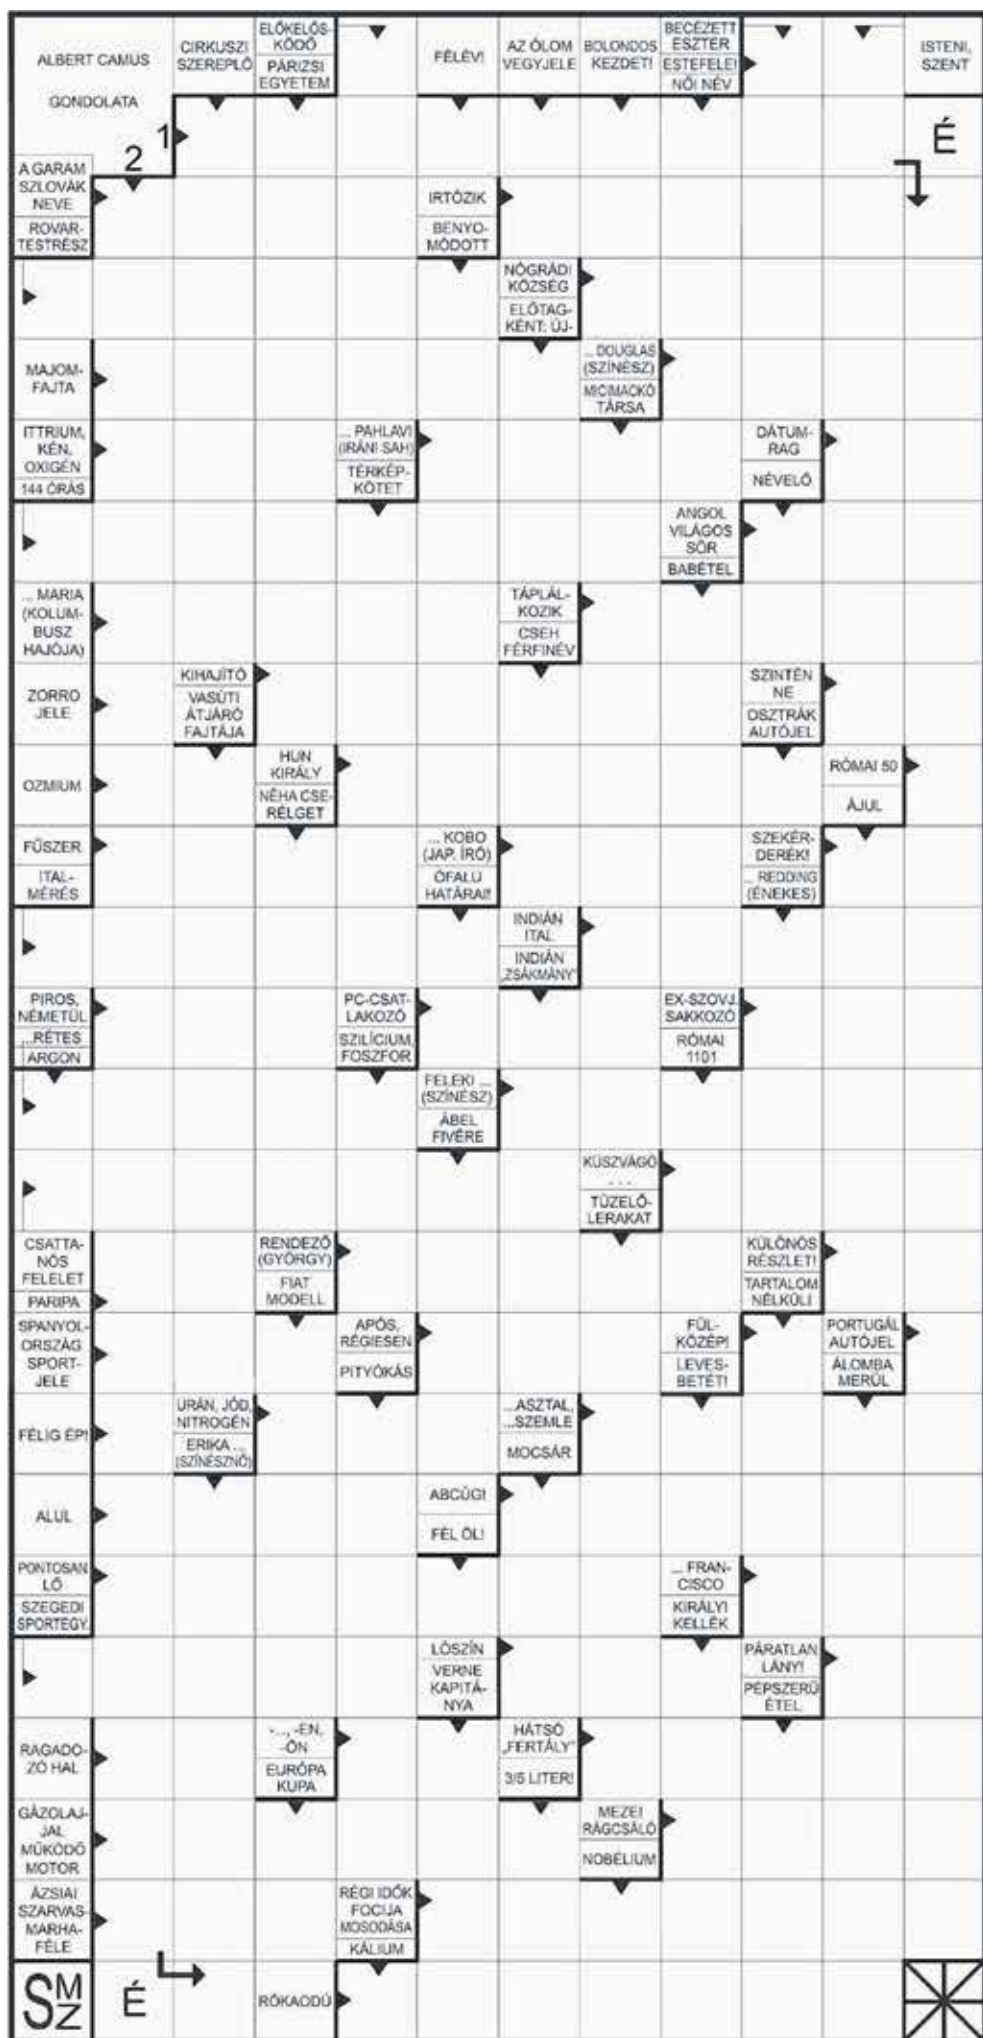 ALBERT CAMUS
GONDOLATA
CIRKUSZI
SZEREPLŐ
ELŐKELŐS-
KÖDŐ
PÁRIZSI
EGYETEM
FÉLÉV!
AZ ÓLOM
VEGYJELE
BOLONDOS
KEZDET!
BECÉZETT
ESZTER
ESTEFELE!
NŐI NÉV
ISTENI,
SZENT
1
2
É
A GARAM
SZLOVÁK
NEVE
ROVAR-
TESTRÉSZ
IRTÓZIK
BENYO-
MÓDOTT
NÓGRÁDI
KÖZSÉG
ELŐTAG-
KÉNT: ÚJ-
MAJOM-
FAJTA
... DOUGLAS
(SZÍNÉSZ)
MICIMACKÓ
TÁRSA
ITTRIUM,
KÉN,
OXIGÉN
144 ÓRÁS
... PAHLAVI
(IRÁNI SAH)
TÉRKÉP-
KÖTET
DÁTUM-
RAG
NÉVELŐ
ANGOL
VILÁGOS
SÖR
BABÉTEL
... MARIA
(KOLUM-
BUSZ
HAJÓJA)
TÁPLÁL-
KOZIK
CSEH
FÉRFINÉV
ZORRO
JELE
KIHAJÍTÓ
VASÚTI
ÁTJÁRÓ
FAJTÁJA
SZINTÉN
NE
OSZTRÁK
AUTÓJEL
OZMIUM
HUN
KIRÁLY
NÉHA CSE-
RÉLGET
RÓMAI 50
ÁJUL
FŰSZER
ITAL-
MÉRÉS
... KOBO
(JAP. ÍRÓ)
ÓFALU
HATÁRAI!
SZEKÉR-
DERÉK!
... REDDING
(ÉNEKES)
INDIÁN
ITAL
INDIÁN
„ZSÁKMÁNY”
PIROS,
NÉMETÜL
...RÉTES
ARGON
PC-CSAT-
LAKOZÓ
SZILÍCIUM,
FOSZFOR
EX-SZOVJ.
SAKKOZÓ
RÓMAI
1101
FELEKI ...
(SZÍNÉSZ)
ÁBEL
FIVÉRE
KÚSZVÁGÓ
...
TÜZELŐ-
LERAKAT
CSATTA-
NÓS
FELELET
PARIPA
RENDEZŐ
(GYÖRGY)
FIAT
MODELL
KÜLÖNÖS
RÉSZLET!
TARTALOM
NÉLKÜLI
SPANYOL-
ORSZÁG
SPORT-
JELE
APÓS,
RÉGIESEN
PITYÓKÁS
FÜL-
KÖZÉP!
LEVES-
BETÉT!
PORTUGÁL
AUTÓJEL
ÁLOMBA
MERÜL
FÉLIG ÉP!
URÁN, JÓD,
NITROGÉN
ERIKA ...
(SZÍNÉSZNŐ)
...ASZTAL,
...SZEMLE
MOCSÁR
ALUL
ABCÚG!
FÉL ÖL!
PONTOSAN
LŐ
SZEGEDI
SPORTEGY.
... FRAN-
CISCO
KIRÁLYI
KELLÉK
LÓSZÍN
VERNE
KAPITÁ-
NYA
PÁRATLAN
LÁNY!
PÉPSZERŰ
ÉTEL
RAGADO-
ZÓ HAL
-..., -EN,
-ÖN
EURÓPA
KUPA
HÁTSÓ
„FERTÁLY”
3/5 LITER!
GÁZOLAJ-
JAL
MŰKÖDŐ
MOTOR
MEZEI
RÁGCSÁLÓ
NOBÉLIUM
ÁZSIAI
SZARVAS-
MARHA-
FÉLE
RÉGI IDŐK
FOCIJA
MOSODÁSA
KÁLIUM
SMZ
É
RÓKAODÚ